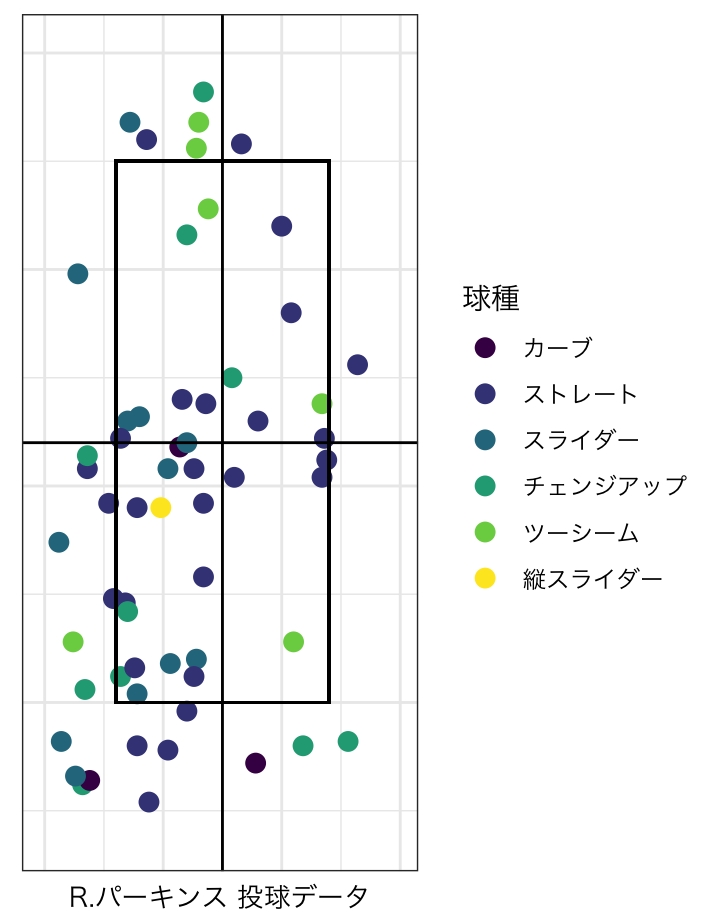 球種
カーブ
ストレート
スライダー
チェンジアップ
ツーシーム
縦スライダー
R.パーキンス 投球データ